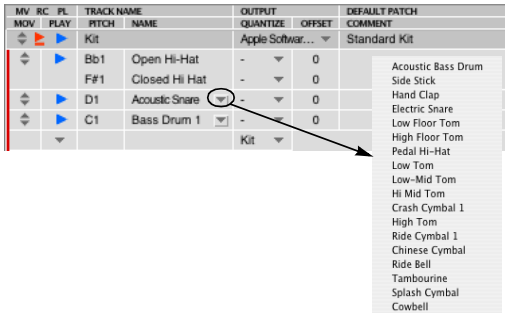 MV RC PL TRACK NAME OUTPUT DEFAULT PATCH
MOV PLAY PITCH NAME QUANTIZE OFFSET COMMENT
Kit Apple Softwar... Standard Kit
Bb1 Open Hi-Hat - 0
F#1 Closed Hi Hat - 0
D1 Acoustic Snare - 0
C1 Bass Drum 1 - 0
Kit
Acoustic Bass Drum
Side Stick
Hand Clap
Electric Snare
Low Floor Tom
High Floor Tom
Pedal Hi-Hat
Low Tom
Low-Mid Tom
Hi Mid Tom
Crash Cymbal 1
High Tom
Ride Cymbal 1
Chinese Cymbal
Ride Bell
Tambourine
Splash Cymbal
Cowbell